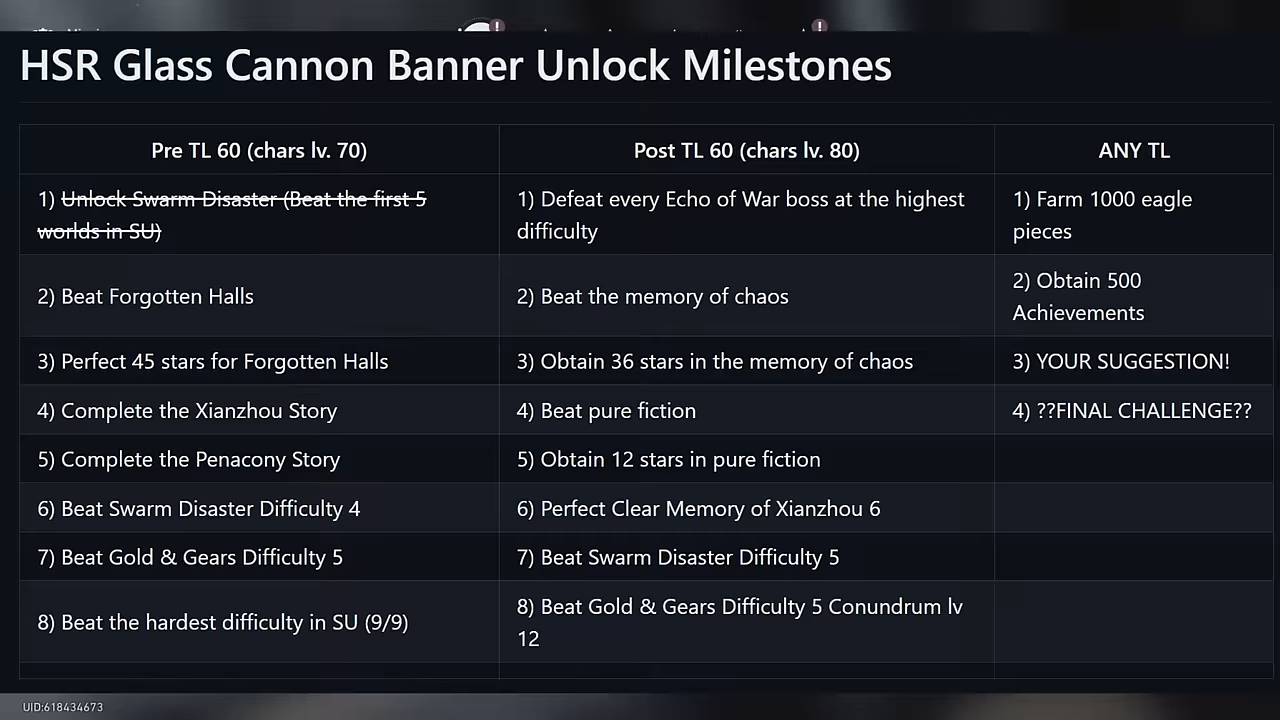 HSR Glass Cannon Banner Unlock Milestones
Pre TL 60 (chars lv. 70)
Post TL 60 (chars lv. 80)
ANY TL
1) Unlock Swarm Disaster (Beat the first 5
worlds in SU)
1) Defeat every Echo of War boss at the highest
difficulty
1) Farm 1000 eagle
pieces
2) Beat Forgotten Halls
2) Beat the memory of chaos
2) Obtain 500
Achievements
3) Perfect 45 stars for Forgotten Halls
3) Obtain 36 stars in the memory of chaos
3) YOUR SUGGESTION!
4) Complete the Xianzhou Story
4) Beat pure fiction
4) ??FINAL CHALLENGE??
5) Complete the Penacony Story
5) Obtain 12 stars in pure fiction
6) Beat Swarm Disaster Difficulty 4
6) Perfect Clear Memory of Xianzhou 6
7) Beat Gold & Gears Difficulty 5
7) Beat Swarm Disaster Difficulty 5
8) Beat the hardest difficulty in SU (9/9)
8) Beat Gold & Gears Difficulty 5 Conundrum lv
12
UID:618434673